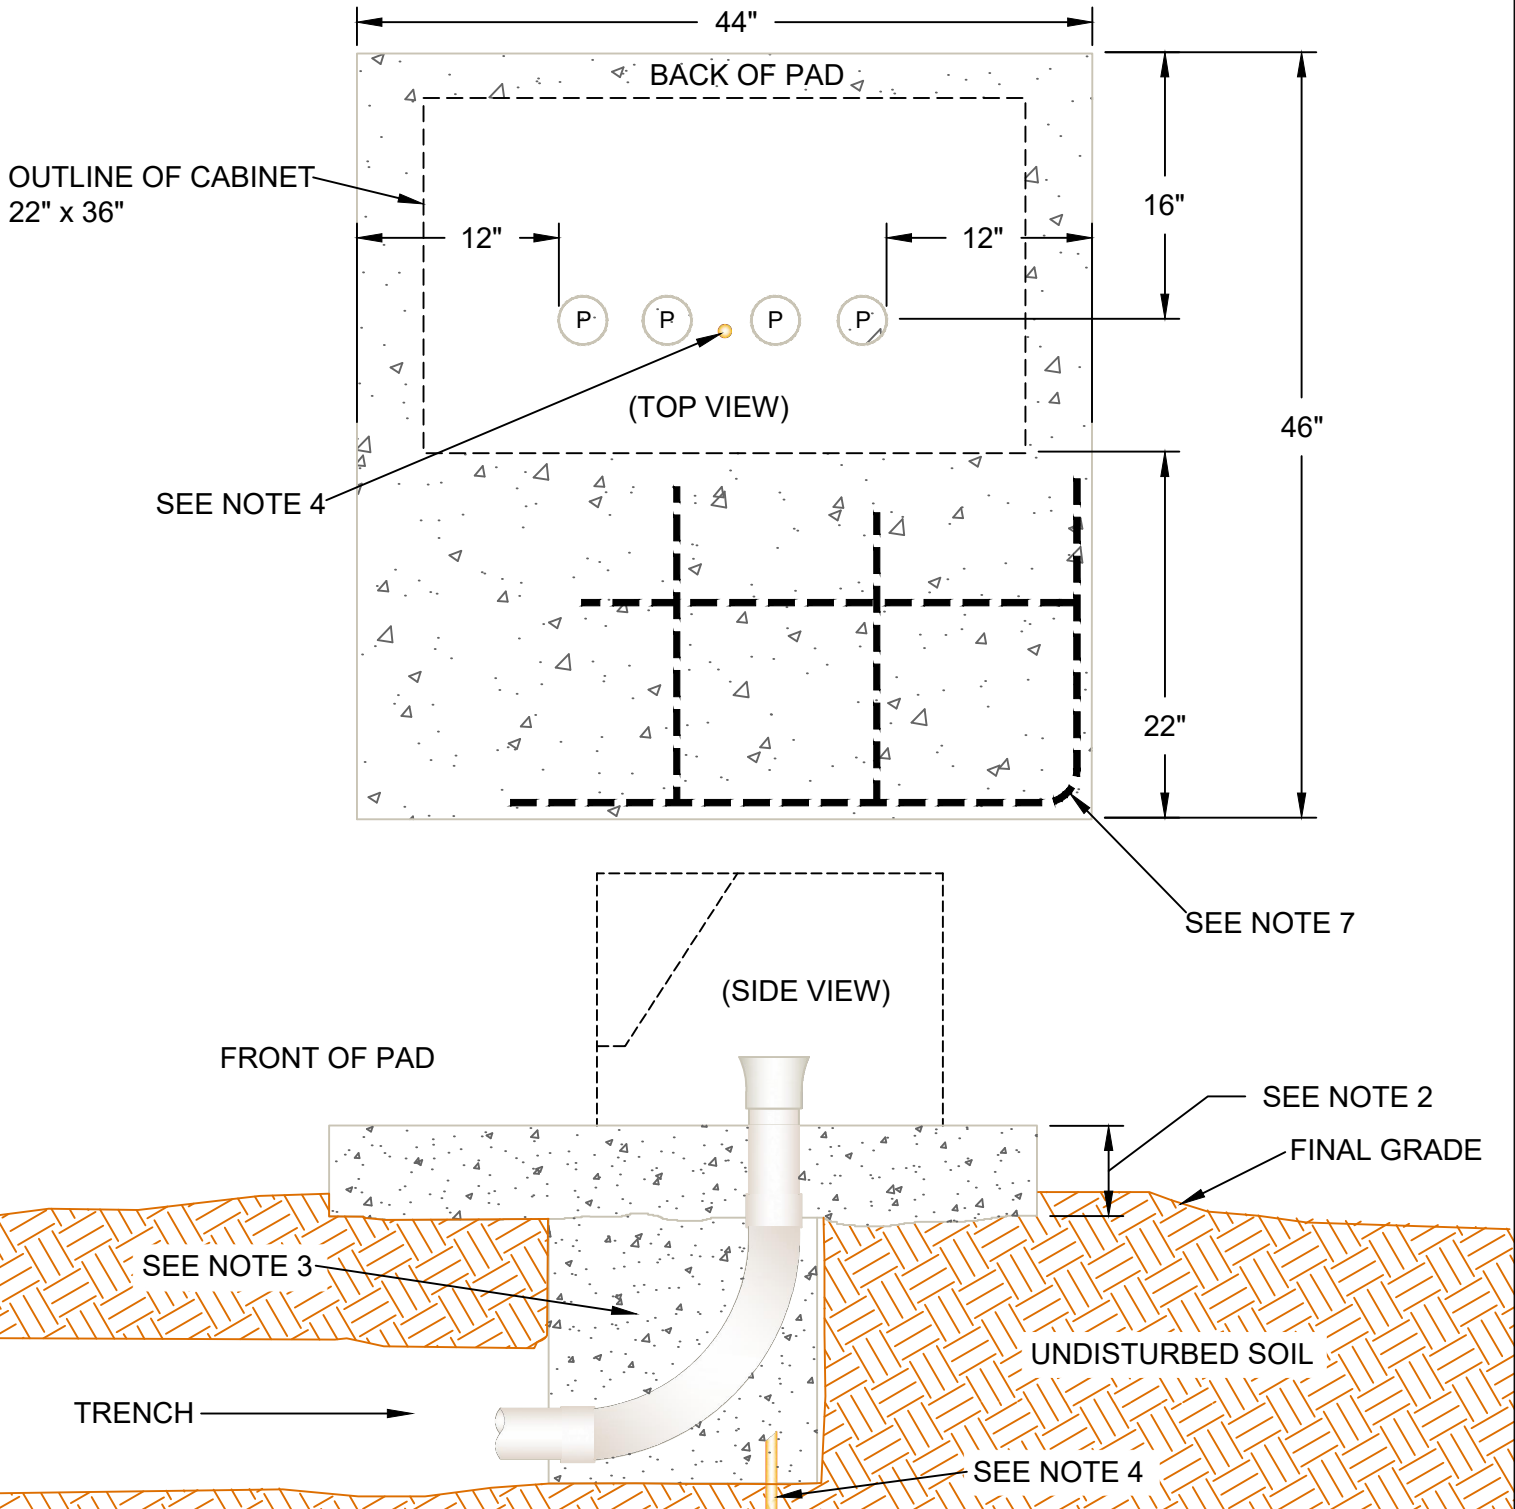 44"
BACK OF PAD
OUTLINE OF CABINET
22" x 36"
16"
12"
12"
P P P P
(TOP VIEW)
46"
SEE NOTE 4
22"
SEE NOTE 7
(SIDE VIEW)
FRONT OF PAD
SEE NOTE 2
FINAL GRADE
SEE NOTE 3
UNDISTURBED SOIL
TRENCH
SEE NOTE 4